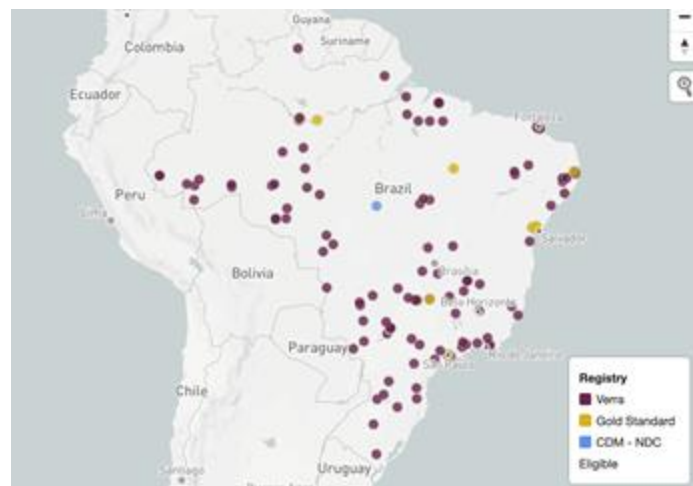 Guyana
Suriname
Colombia
Ecuador
Fortaleza
Peru
Brazil
Lima
Salvador
Bolivia
Brasília
Belo Horizonte
Paraguay
Rio de Janeiro
São Paulo
Chile
Santiago
Uruguay
Registry
Verra
Gold Standard
CDM - NDC
Eligible